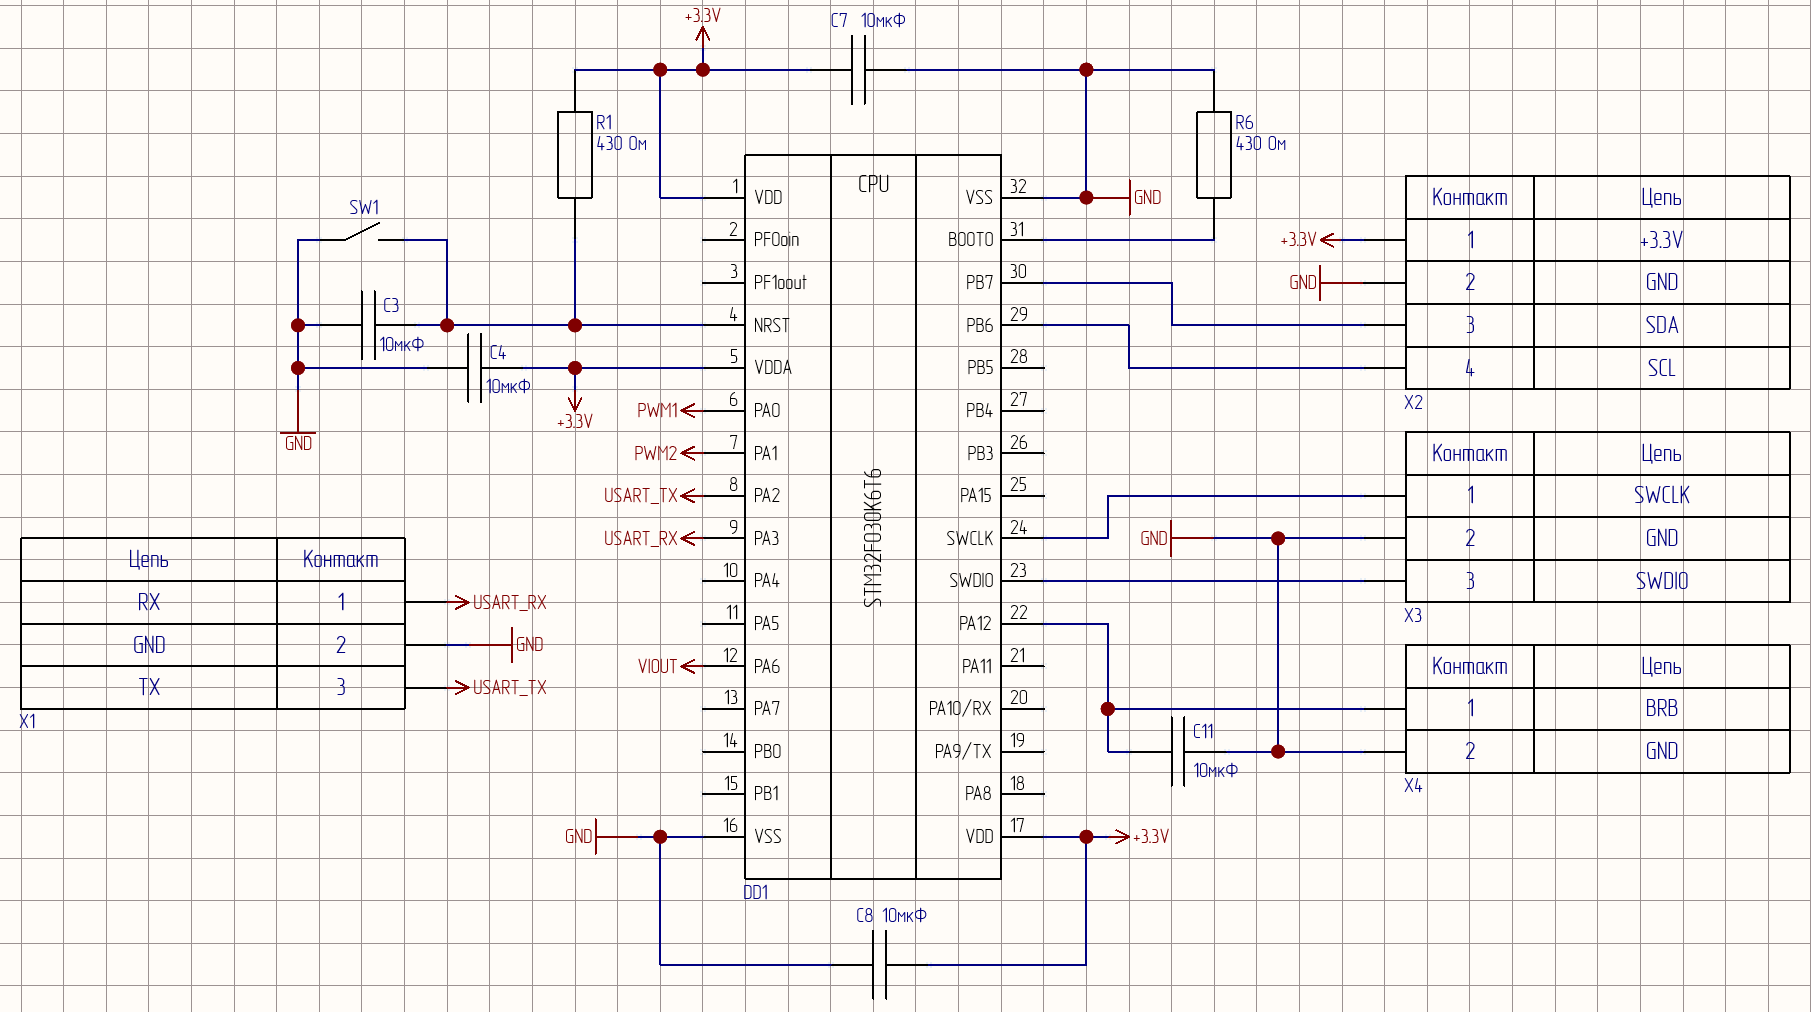 +3.3V
C7 10мкФ
R1
430 Ом
R6
430 Ом
SW1
C3
10мкФ
C4
10мкФ
+3.3V
GND
CPU
STM32F030K6T6
DD1
1 VDD
2 PF0oin
3 PF1oout
4 NRST
5 VDDA
PWM1 6 PA0
PWM2 7 PA1
USART_TX 8 PA2
USART_RX 9 PA3
10 PA4
11 PA5
VIOUT 12 PA6
13 PA7
14 PB0
15 PB1
GND 16 VSS
VSS 32 GND
BOOT0 31
PB7 30
PB6 29
PB5 28
PB4 27
PB3 26
PA15 25
SWCLK 24
SWDIO 23
PA12 22
PA11 21
PA10/RX 20
PA9/TX 19
PA8 18
VDD 17 +3.3V
C8 10мкФ
Цепь Контакт
RX 1 USART_RX
GND 2 GND
TX 3 USART_TX
X1
Контакт Цепь
+3.3V 1 +3.3V
GND 2 GND
3 SDA
4 SCL
X2
Контакт Цепь
1 SWCLK
GND 2 GND
3 SWDIO
X3
Контакт Цепь
1 BRB
2 GND
X4
C11
10мкФ